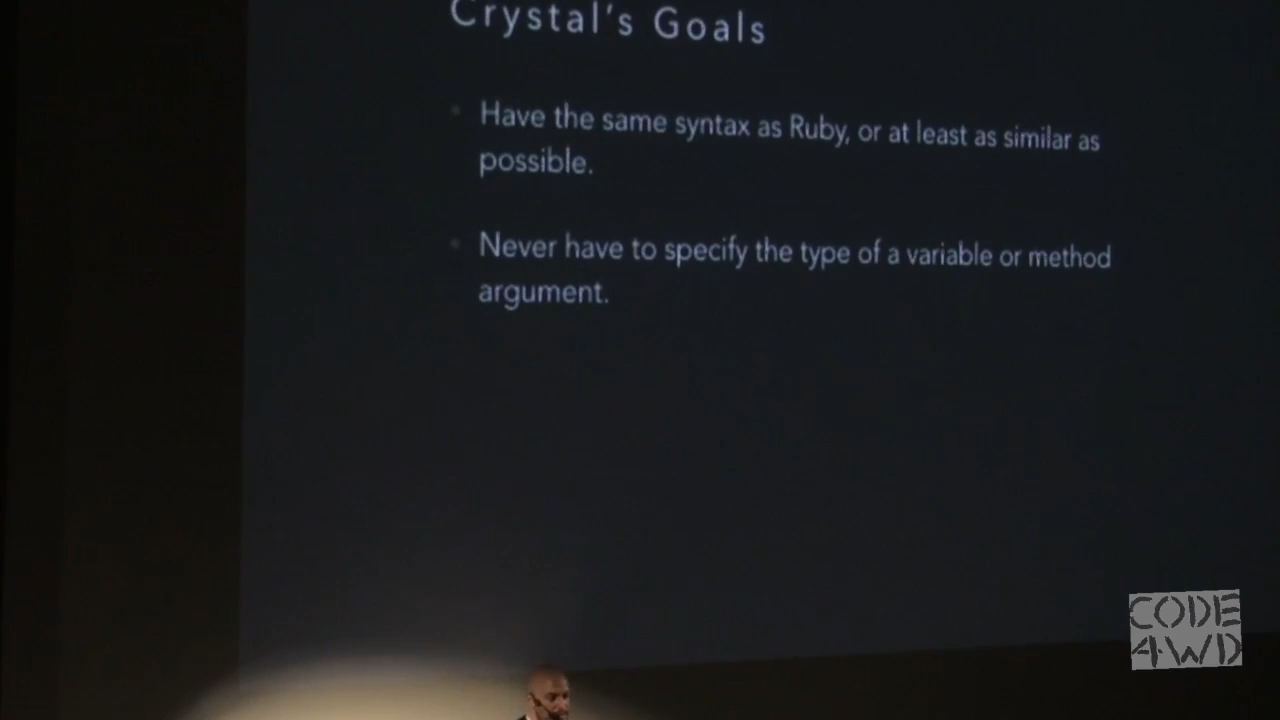 Crystal's Goals
Have the same syntax as Ruby, or at least as similar as
possible.
Never have to specify the type of a variable or method
argument.
CODE
4WD